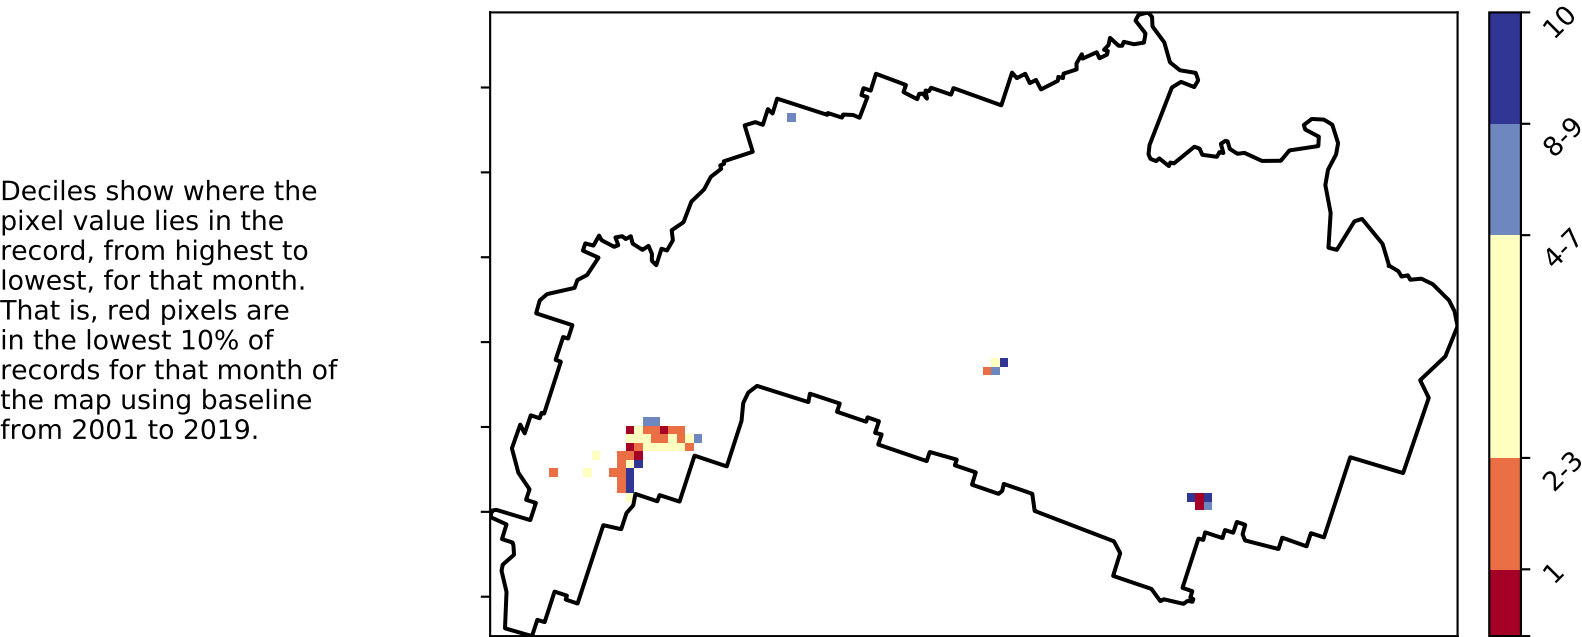 Deciles show where the
pixel value lies in the
record, from highest to
lowest, for that month.
That is, red pixels are
in the lowest 10% of
records for that month of
the map using baseline
from 2001 to 2019.
10
8-9
4-7
2-3
1